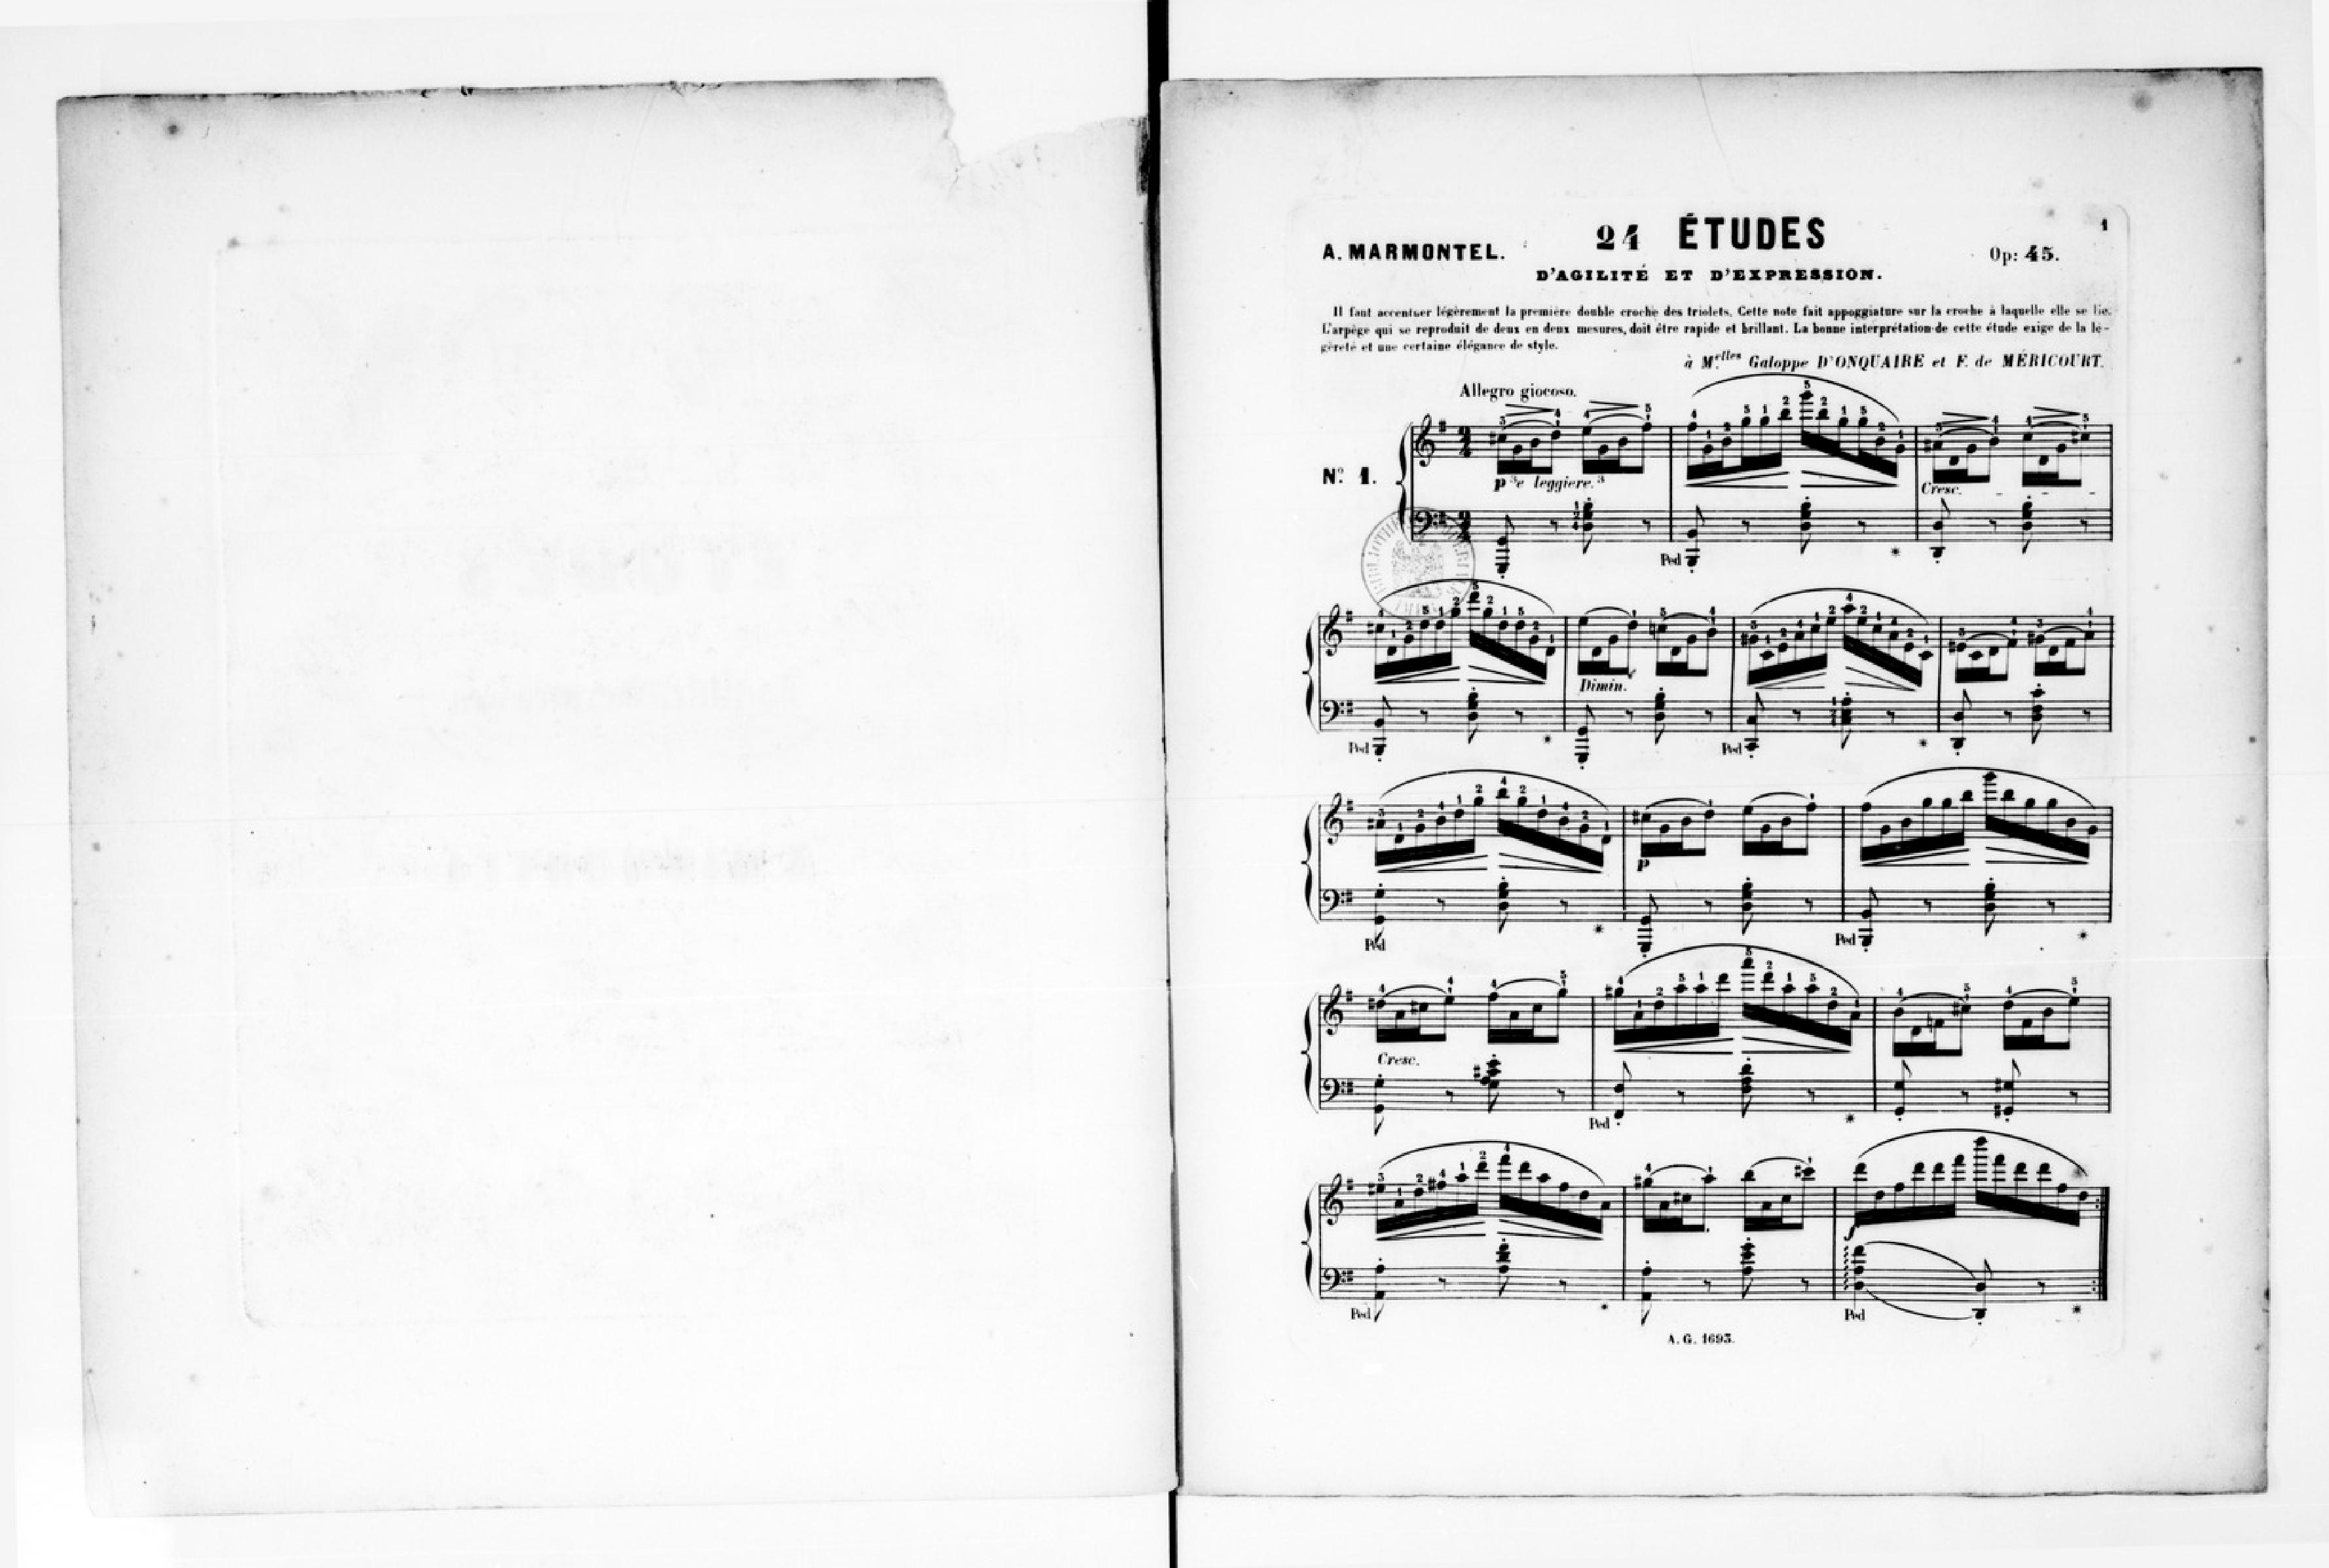 1
24 ÉTUDES
A. MARMONTEL.
Op: 45.
D'AGILITÉ ET D'EXPRESSION.
Il faut accentuer légèrement la première double croche des triolets. Cette note fait appoggiature sur la croche à laquelle elle se lie.
L'arpège qui se reproduit de deux en deux mesures, doit être rapide et brillant. La bonne interprétation de cette étude exige de la lé-
gèreté et une certaine élégance de style.
à M.elles Galoppe D'ONQUAIRE et F. de MÉRICOURT.
Allegro giocoso.
Nº 1.
p e leggiere.
Cresc.
Ped
Dimin.
Ped
Ped
p
Ped
Ped
Cresc.
Ped
f
Ped
Ped
A. G. 1693.